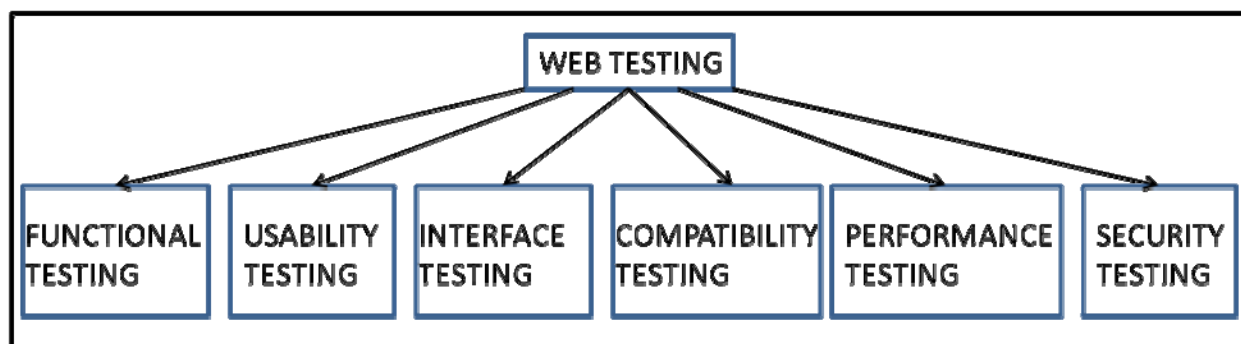 WEB TESTING
FUNCTIONAL
TESTING
USABILITY
TESTING
INTERFACE
TESTING
COMPATIBILITY
TESTING
PERFORMANCE
TESTING
SECURITY
TESTING